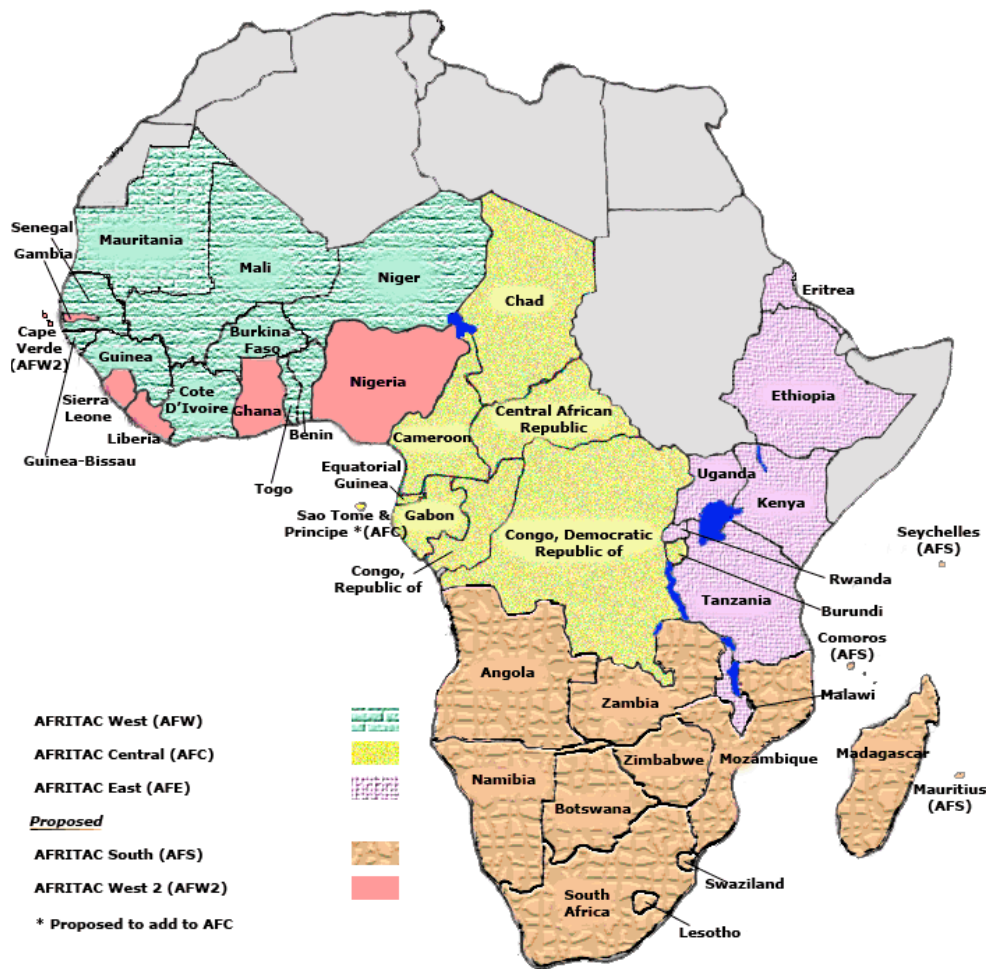 Senegal
Gambia
Mauritania
Mali
Niger
Chad
Eritrea
Cape
Verde
(AFW2)
Guinea
Burkina
Faso
Nigeria
Ethiopia
Sierra
Leone
Cote
D'Ivoire
Ghana
Central African
Republic
Liberia
Benin
Cameroon
Guinea-Bissau
Togo
Equatorial
Guinea
Uganda
Kenya
Sao Tome &
Principe *(AFC)
Gabon
Congo, Democratic
Republic of
Seychelles
(AFS)
Congo,
Republic of
Rwanda
Tanzania
Burundi
Comoros
(AFS)
Angola
Zambia
Malawi
AFRITAC West (AFW)
AFRITAC Central (AFC)
AFRITAC East (AFE)
Proposed
AFRITAC South (AFS)
AFRITAC West 2 (AFW2)
* Proposed to add to AFC
Namibia
Zimbabwe
Mozambique
Madagascar
Mauritius
(AFS)
Botswana
South
Africa
Swaziland
Lesotho